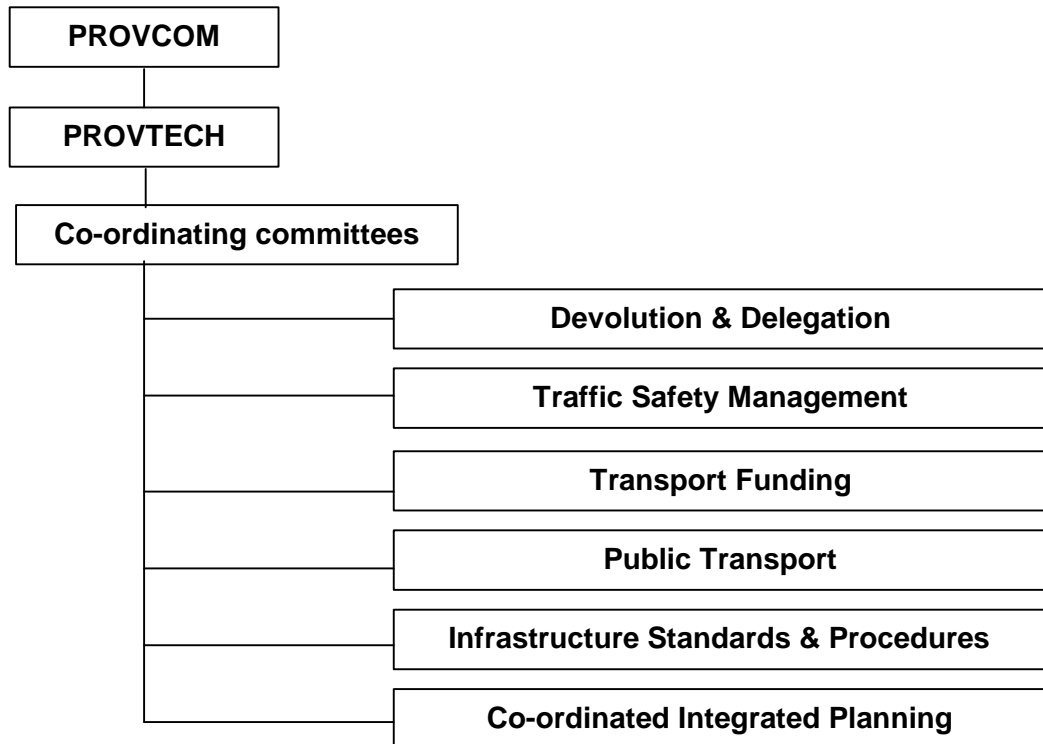 PROVCOM
PROVTECH
Co-ordinating committees
Devolution & Delegation
Traffic Safety Management
Transport Funding
Public Transport
Infrastructure Standards & Procedures
Co-ordinated Integrated Planning